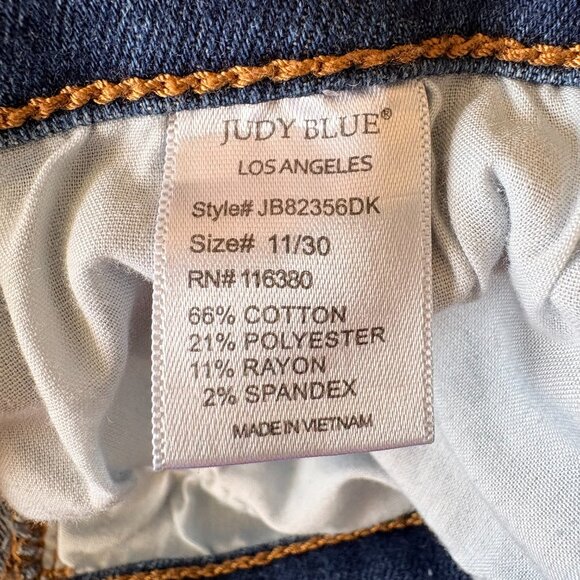 JUDY BLUE®
LOS ANGELES
Style# JB82356DK
Size# 11/30
RN# 116380
66% COTTON
21% POLYESTER
11% RAYON
2% SPANDEX
MADE IN VIETNAM